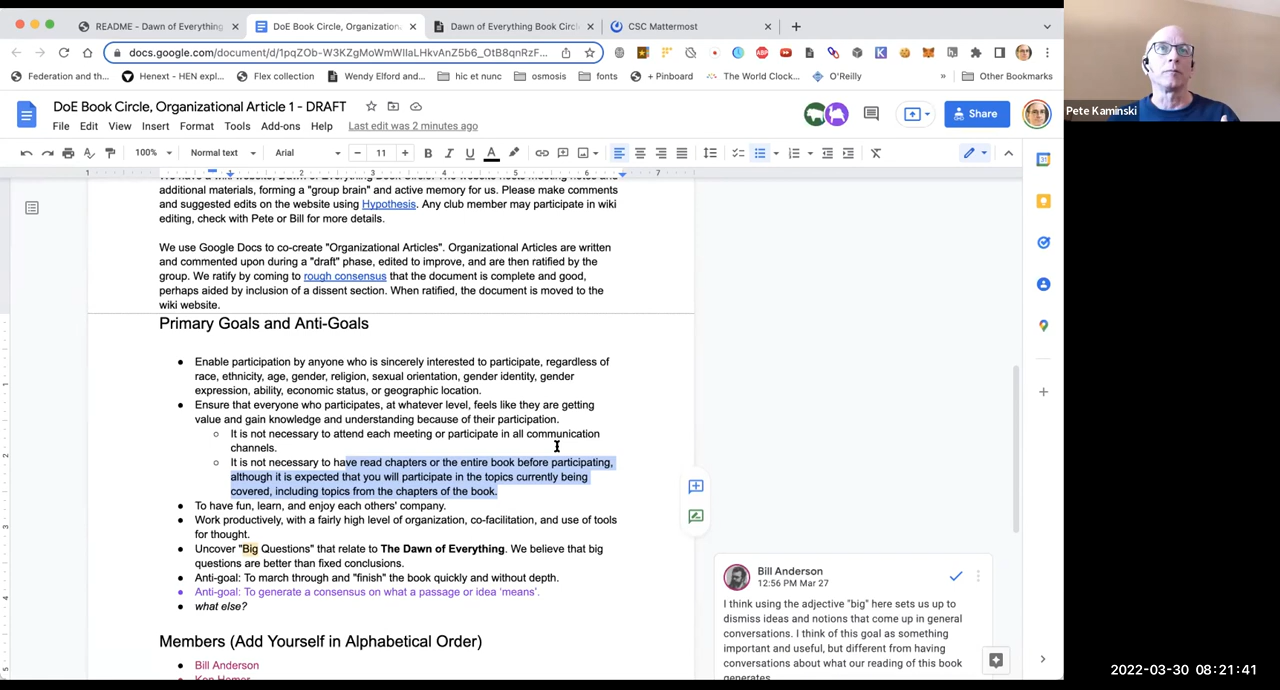 README - Dawn of Everything
DoE Book Circle, Organization
Dawn of Everything Book Circ
CSC Mattermost
docs.google.com/document/d/1pqZOb-W3KZgMoWmWIIaLHkvAnZ5b6_OtB8qnRzF...
Federation and th...
Henext - HEN expl...
Flex collection
Wendy Elford and...
hic et nunc
osmosis
fonts
+ Pinboard
The World Clock...
O'Reilly
»
Other Bookmarks
DoE Book Circle, Organizational Article 1 - DRAFT
File Edit View Insert Format Tools Add-ons Help Last edit was 2 minutes ago
Share
100% Normal text Arial 11 B I U A
1 1 2 3 4 5 6 7
additional materials, forming a "group brain" and active memory for us. Please make comments
and suggested edits on the website using Hypothesis. Any club member may participate in wiki
editing, check with Pete or Bill for more details.
We use Google Docs to co-create "Organizational Articles". Organizational Articles are written
and commented upon during a "draft" phase, edited to improve, and are then ratified by the
group. We ratify by coming to rough consensus that the document is complete and good,
perhaps aided by inclusion of a dissent section. When ratified, the document is moved to the
wiki website.
Primary Goals and Anti-Goals
● Enable participation by anyone who is sincerely interested to participate, regardless of
race, ethnicity, age, gender, religion, sexual orientation, gender identity, gender
expression, ability, economic status, or geographic location.
● Ensure that everyone who participates, at whatever level, feels like they are getting
value and gain knowledge and understanding because of their participation.
○ It is not necessary to attend each meeting or participate in all communication
channels.
○ It is not necessary to have read chapters or the entire book before participating,
although it is expected that you will participate in the topics currently being
covered, including topics from the chapters of the book.
● To have fun, learn, and enjoy each others' company.
● Work productively, with a fairly high level of organization, co-facilitation, and use of tools
for thought.
● Uncover "Big Questions" that relate to The Dawn of Everything. We believe that big
questions are better than fixed conclusions.
● Anti-goal: To march through and "finish" the book quickly and without depth.
● Anti-goal: To generate a consensus on what a passage or idea 'means'.
● what else?
Members (Add Yourself in Alphabetical Order)
● Bill Anderson
Bill Anderson
12:56 PM Mar 27
I think using the adjective "big" here sets us up to
dismiss ideas and notions that come up in general
conversations. I think of this goal as something
important and useful, but different from having
conversations about what our reading of this book
generates.
Pete Kaminski
2022-03-30 08:21:41